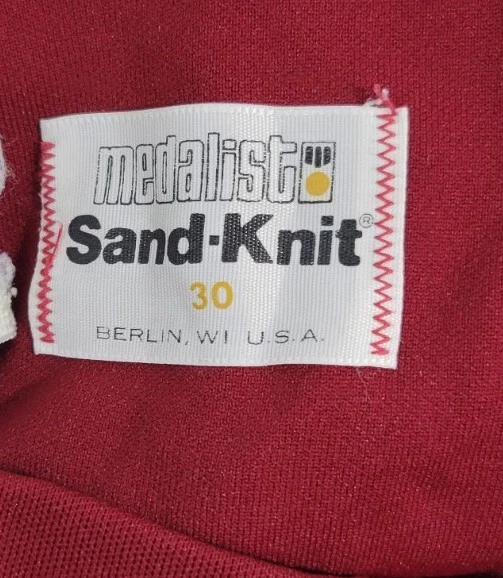 medalist
Sand-Knit®
30
BERLIN, WI U.S.A.